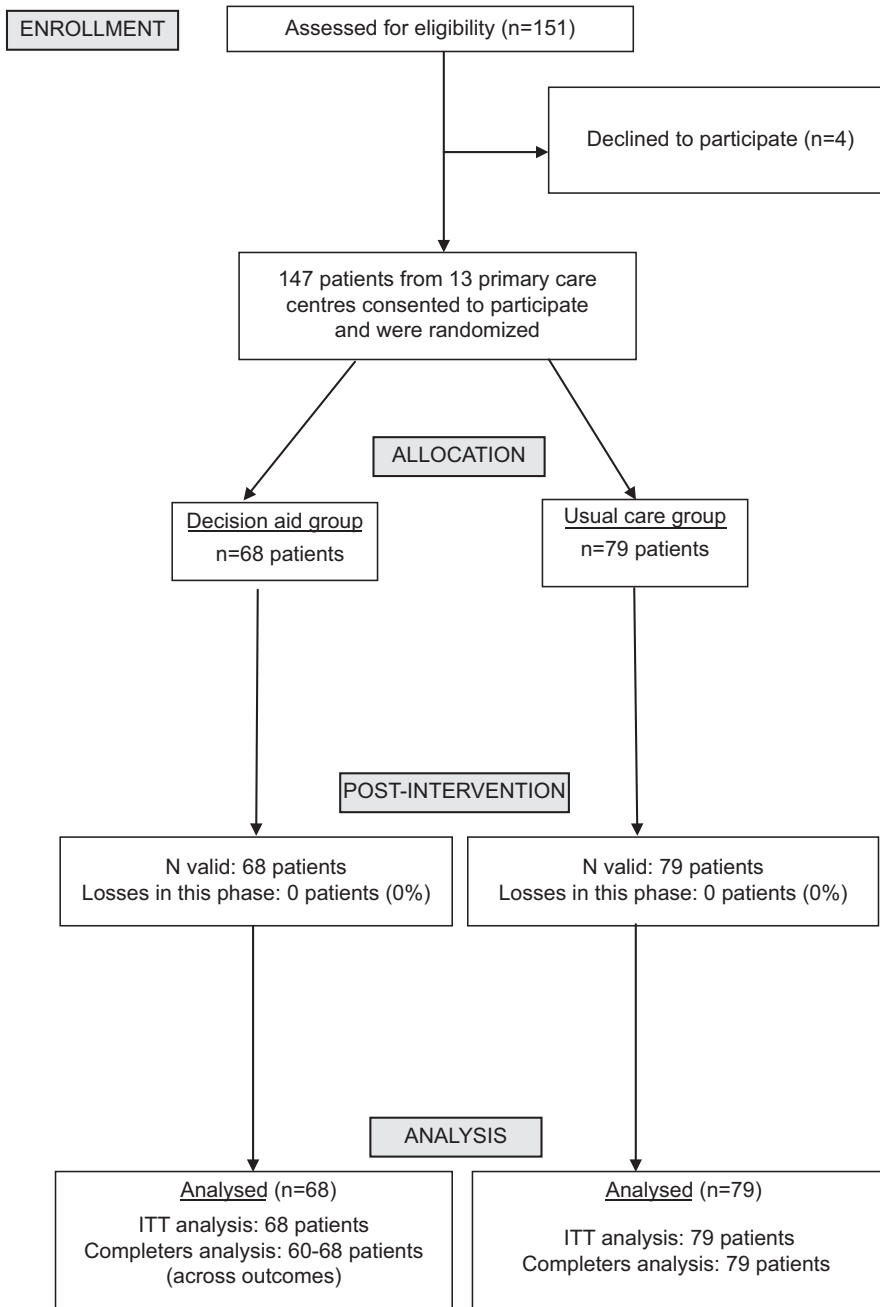 ENROLLMENT
Assessed for eligibility (n=151)
Declined to participate (n=4)
147 patients from 13 primary care
centres consented to participate
and were randomized
ALLOCATION
Decision aid group
n=68 patients
Usual care group
n=79 patients
POST-INTERVENTION
N valid: 68 patients
Losses in this phase: 0 patients (0%)
N valid: 79 patients
Losses in this phase: 0 patients (0%)
ANALYSIS
Analysed (n=68)
ITT analysis: 68 patients
Completers analysis: 60-68 patients
(across outcomes)
Analysed (n=79)
ITT analysis: 79 patients
Completers analysis: 79 patients